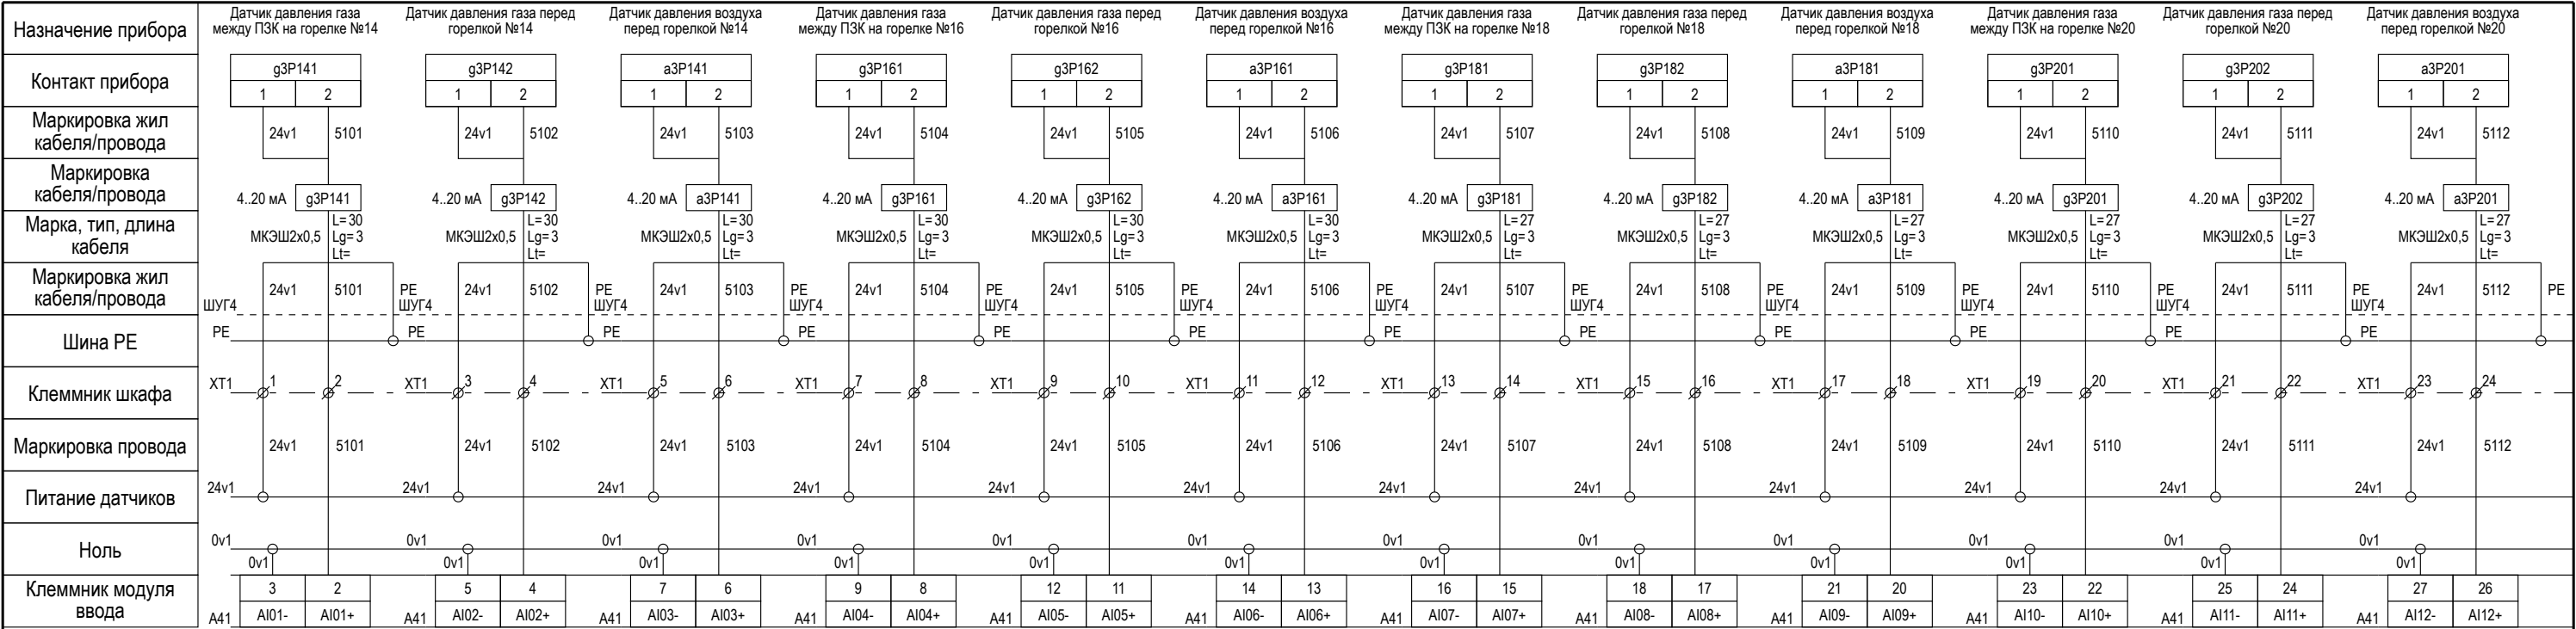 Назначение прибора
Датчик давления газа между ПЗК на горелке №14
Датчик давления газа перед горелкой №14
Датчик давления воздуха перед горелкой №14
Датчик давления газа между ПЗК на горелке №16
Датчик давления газа перед горелкой №16
Датчик давления воздуха перед горелкой №16
Датчик давления газа между ПЗК на горелке №18
Датчик давления газа перед горелкой №18
Датчик давления воздуха перед горелкой №18
Датчик давления газа между ПЗК на горелке №20
Датчик давления газа перед горелкой №20
Датчик давления воздуха перед горелкой №20
Контакт прибора
g3P141 g3P142 a3P141 g3P161 g3P162 a3P161 g3P181 g3P182 a3P181 g3P201 g3P202 a3P201
1 2 1 2 1 2 1 2 1 2 1 2 1 2 1 2 1 2 1 2 1 2 1 2
Маркировка жил
кабеля/провода
24v1 5101 24v1 5102 24v1 5103 24v1 5104 24v1 5105 24v1 5106 24v1 5107 24v1 5108 24v1 5109 24v1 5110 24v1 5111 24v1 5112
Маркировка
кабеля/провода
4..20 мА g3P141 4..20 мА g3P142 4..20 мА a3P141 4..20 мА g3P161 4..20 мА g3P162 4..20 мА a3P161 4..20 мА g3P181 4..20 мА g3P182 4..20 мА a3P181 4..20 мА g3P201 4..20 мА g3P202 4..20 мА a3P201
Марка, тип, длина
кабеля
L=30 L=30 L=30 L=30 L=30 L=30 L=27 L=27 L=27 L=27 L=27 L=27
МКЭШ2х0,5 Lg=3 МКЭШ2х0,5 Lg=3 МКЭШ2х0,5 Lg=3 МКЭШ2х0,5 Lg=3 МКЭШ2х0,5 Lg=3 МКЭШ2х0,5 Lg=3 МКЭШ2х0,5 Lg=3 МКЭШ2х0,5 Lg=3 МКЭШ2х0,5 Lg=3 МКЭШ2х0,5 Lg=3 МКЭШ2х0,5 Lg=3 МКЭШ2х0,5 Lg=3
Lt= Lt= Lt= Lt= Lt= Lt= Lt= Lt= Lt= Lt= Lt= Lt=
Маркировка жил
кабеля/провода
24v1 5101 PE 24v1 5102 PE 24v1 5103 PE 24v1 5104 PE 24v1 5105 PE 24v1 5106 PE 24v1 5107 PE 24v1 5108 PE 24v1 5109 PE 24v1 5110 PE 24v1 5111 PE 24v1 5112 PE
ШУГ4 ШУГ4 ШУГ4 ШУГ4 ШУГ4 ШУГ4 ШУГ4 ШУГ4 ШУГ4 ШУГ4 ШУГ4 ШУГ4
Шина PE
PE PE PE PE PE PE PE PE PE PE PE PE
Клеммник шкафа
XT1 1 2 XT1 3 4 XT1 5 6 XT1 7 8 XT1 9 10 XT1 11 12 XT1 13 14 XT1 15 16 XT1 17 18 XT1 19 20 XT1 21 22 XT1 23 24
Маркировка провода
24v1 5101 24v1 5102 24v1 5103 24v1 5104 24v1 5105 24v1 5106 24v1 5107 24v1 5108 24v1 5109 24v1 5110 24v1 5111 24v1 5112
Питание датчиков
24v1 24v1 24v1 24v1 24v1 24v1 24v1 24v1 24v1 24v1 24v1 24v1
Ноль
0v1 0v1 0v1 0v1 0v1 0v1 0v1 0v1 0v1 0v1 0v1 0v1
0v1 0v1 0v1 0v1 0v1 0v1 0v1 0v1 0v1 0v1 0v1 0v1
Клеммник модуля
ввода
3 2 5 4 7 6 9 8 12 11 14 13 16 15 18 17 21 20 23 22 25 24 27 26
A41 AI01- AI01+ A41 AI02- AI02+ A41 AI03- AI03+ A41 AI04- AI04+ A41 AI05- AI05+ A41 AI06- AI06+ A41 AI07- AI07+ A41 AI08- AI08+ A41 AI09- AI09+ A41 AI10- AI10+ A41 AI11- AI11+ A41 AI12- AI12+